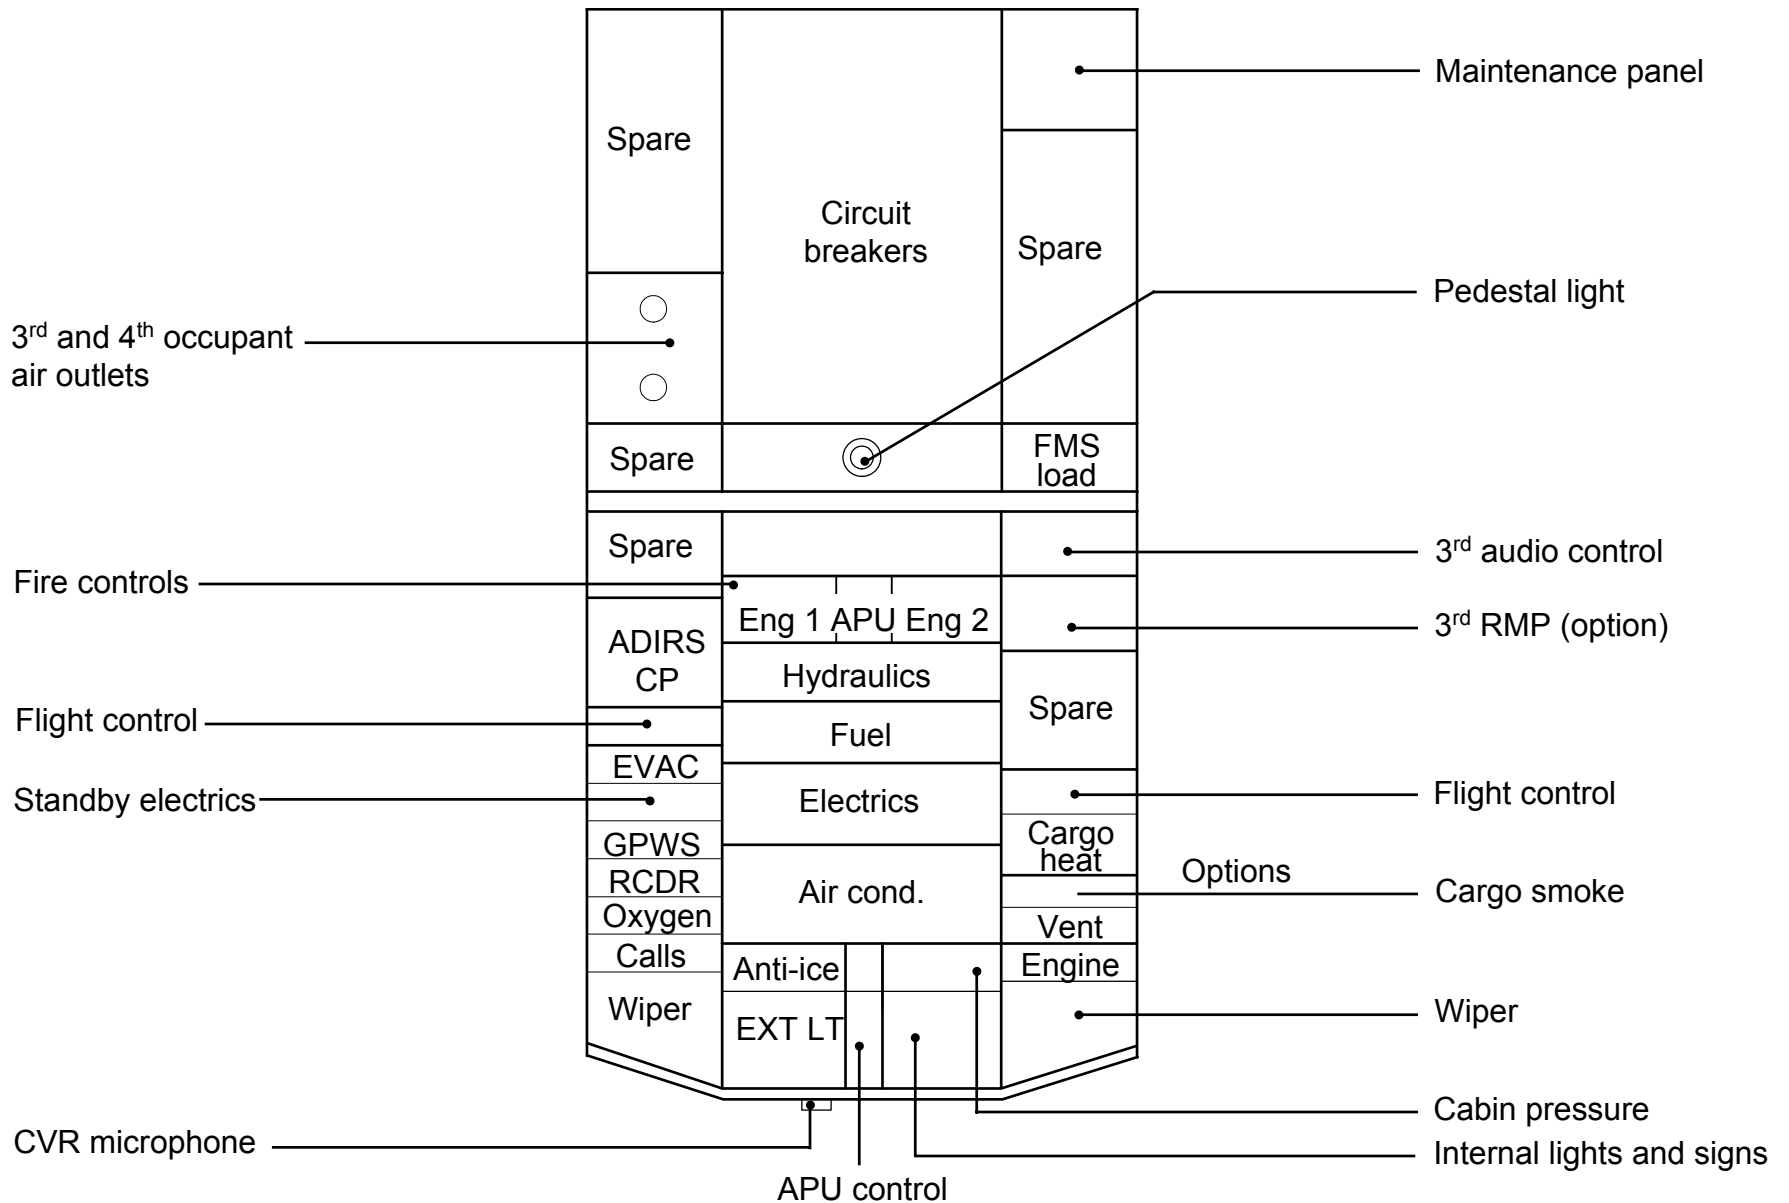 Maintenance panel
Spare
Circuit
breakers
Spare
Pedestal light
3rd and 4th occupant
air outlets
Spare
FMS
load
Spare
3rd audio control
Fire controls
Eng 1 APU Eng 2
3rd RMP (option)
ADIRS
CP
Hydraulics
Spare
Flight control
Fuel
EVAC
Standby electrics
Electrics
Flight control
GPWS
Cargo
heat
RCDR
Air cond.
Options
Cargo smoke
Oxygen
Vent
Calls
Anti-ice
Engine
Wiper
EXT LT
Wiper
Cabin pressure
CVR microphone
Internal lights and signs
APU control